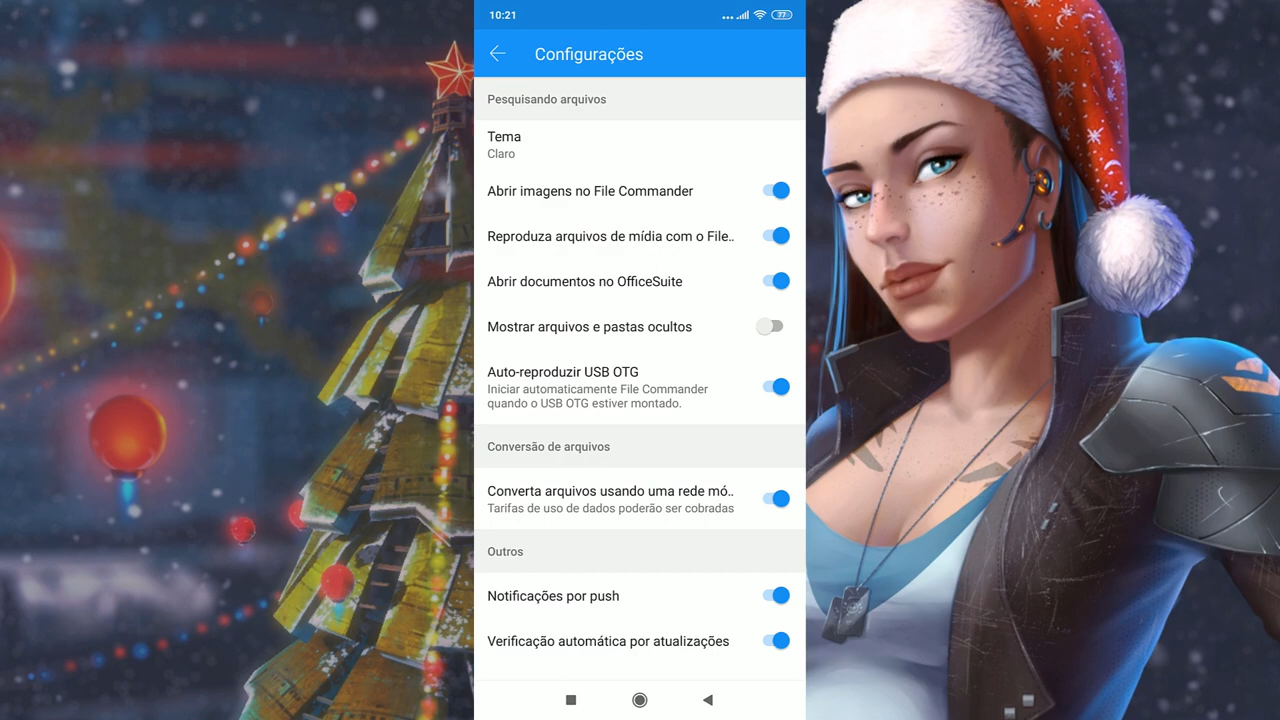 10:21
77
Configurações
Pesquisando arquivos
Tema
Claro
Abrir imagens no File Commander
Reproduza arquivos de mídia com o File..
Abrir documentos no OfficeSuite
Mostrar arquivos e pastas ocultos
Auto-reproduzir USB OTG
Iniciar automaticamente File Commander
quando o USB OTG estiver montado.
Conversão de arquivos
Converta arquivos usando uma rede mó..
Tarifas de uso de dados poderão ser cobradas
Outros
Notificações por push
Verificação automática por atualizações